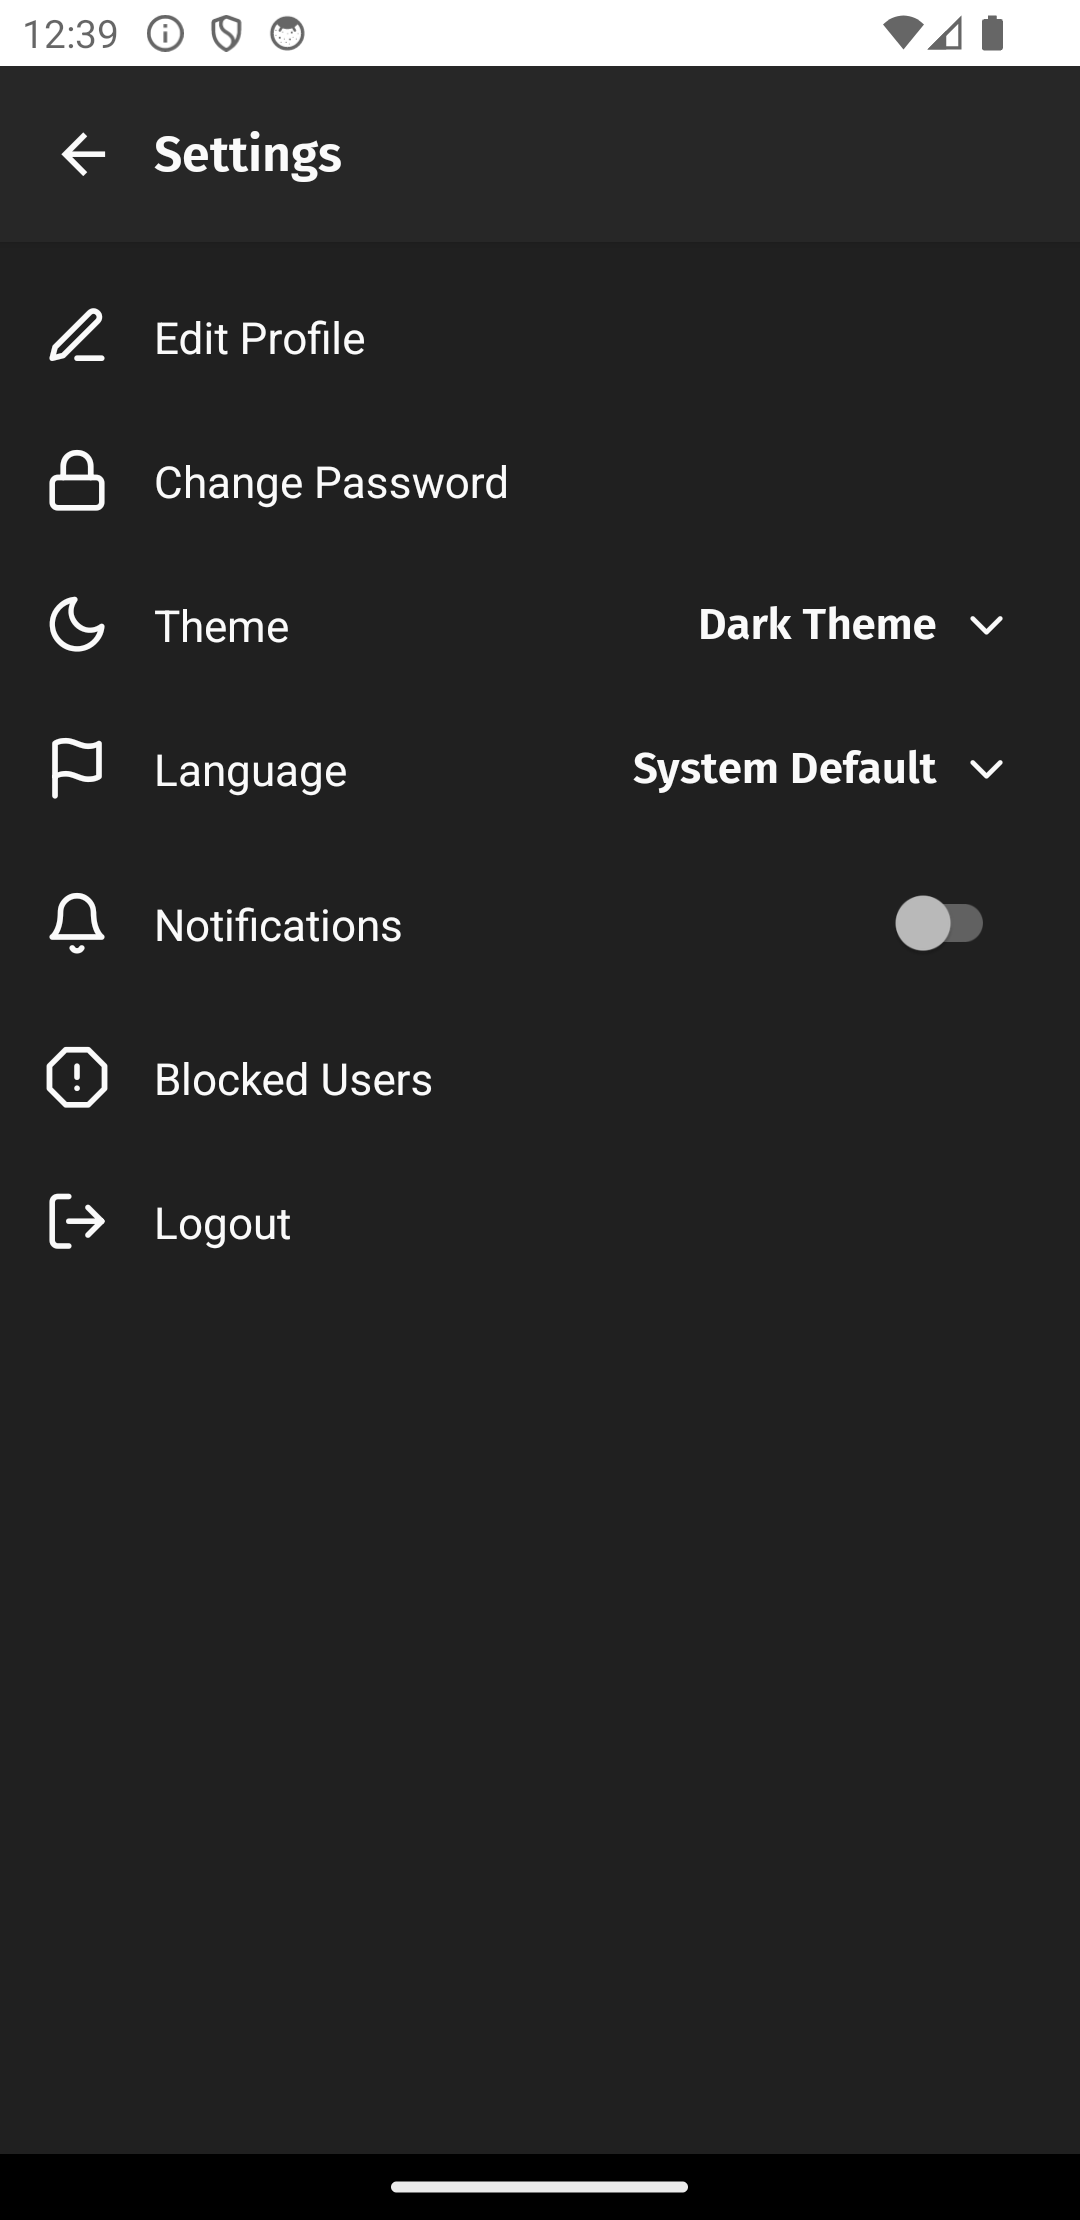 12:39
Settings
Edit Profile
Change Password
Theme Dark Theme
Language System Default
Notifications
Blocked Users
Logout